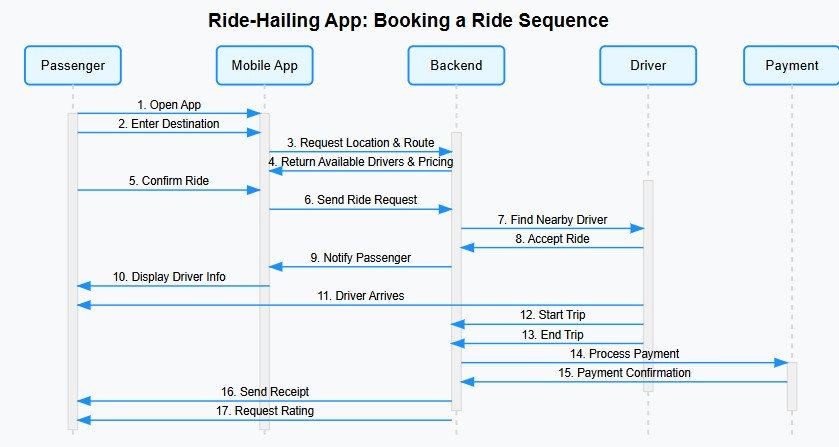 Ride-Hailing App: Booking a Ride Sequence
Passenger
Mobile App
Backend
Driver
Payment
1. Open App
2. Enter Destination
3. Request Location & Route
4. Return Available Drivers & Pricing
5. Confirm Ride
6. Send Ride Request
7. Find Nearby Driver
8. Accept Ride
9. Notify Passenger
10. Display Driver Info
11. Driver Arrives
12. Start Trip
13. End Trip
14. Process Payment
15. Payment Confirmation
16. Send Receipt
17. Request Rating